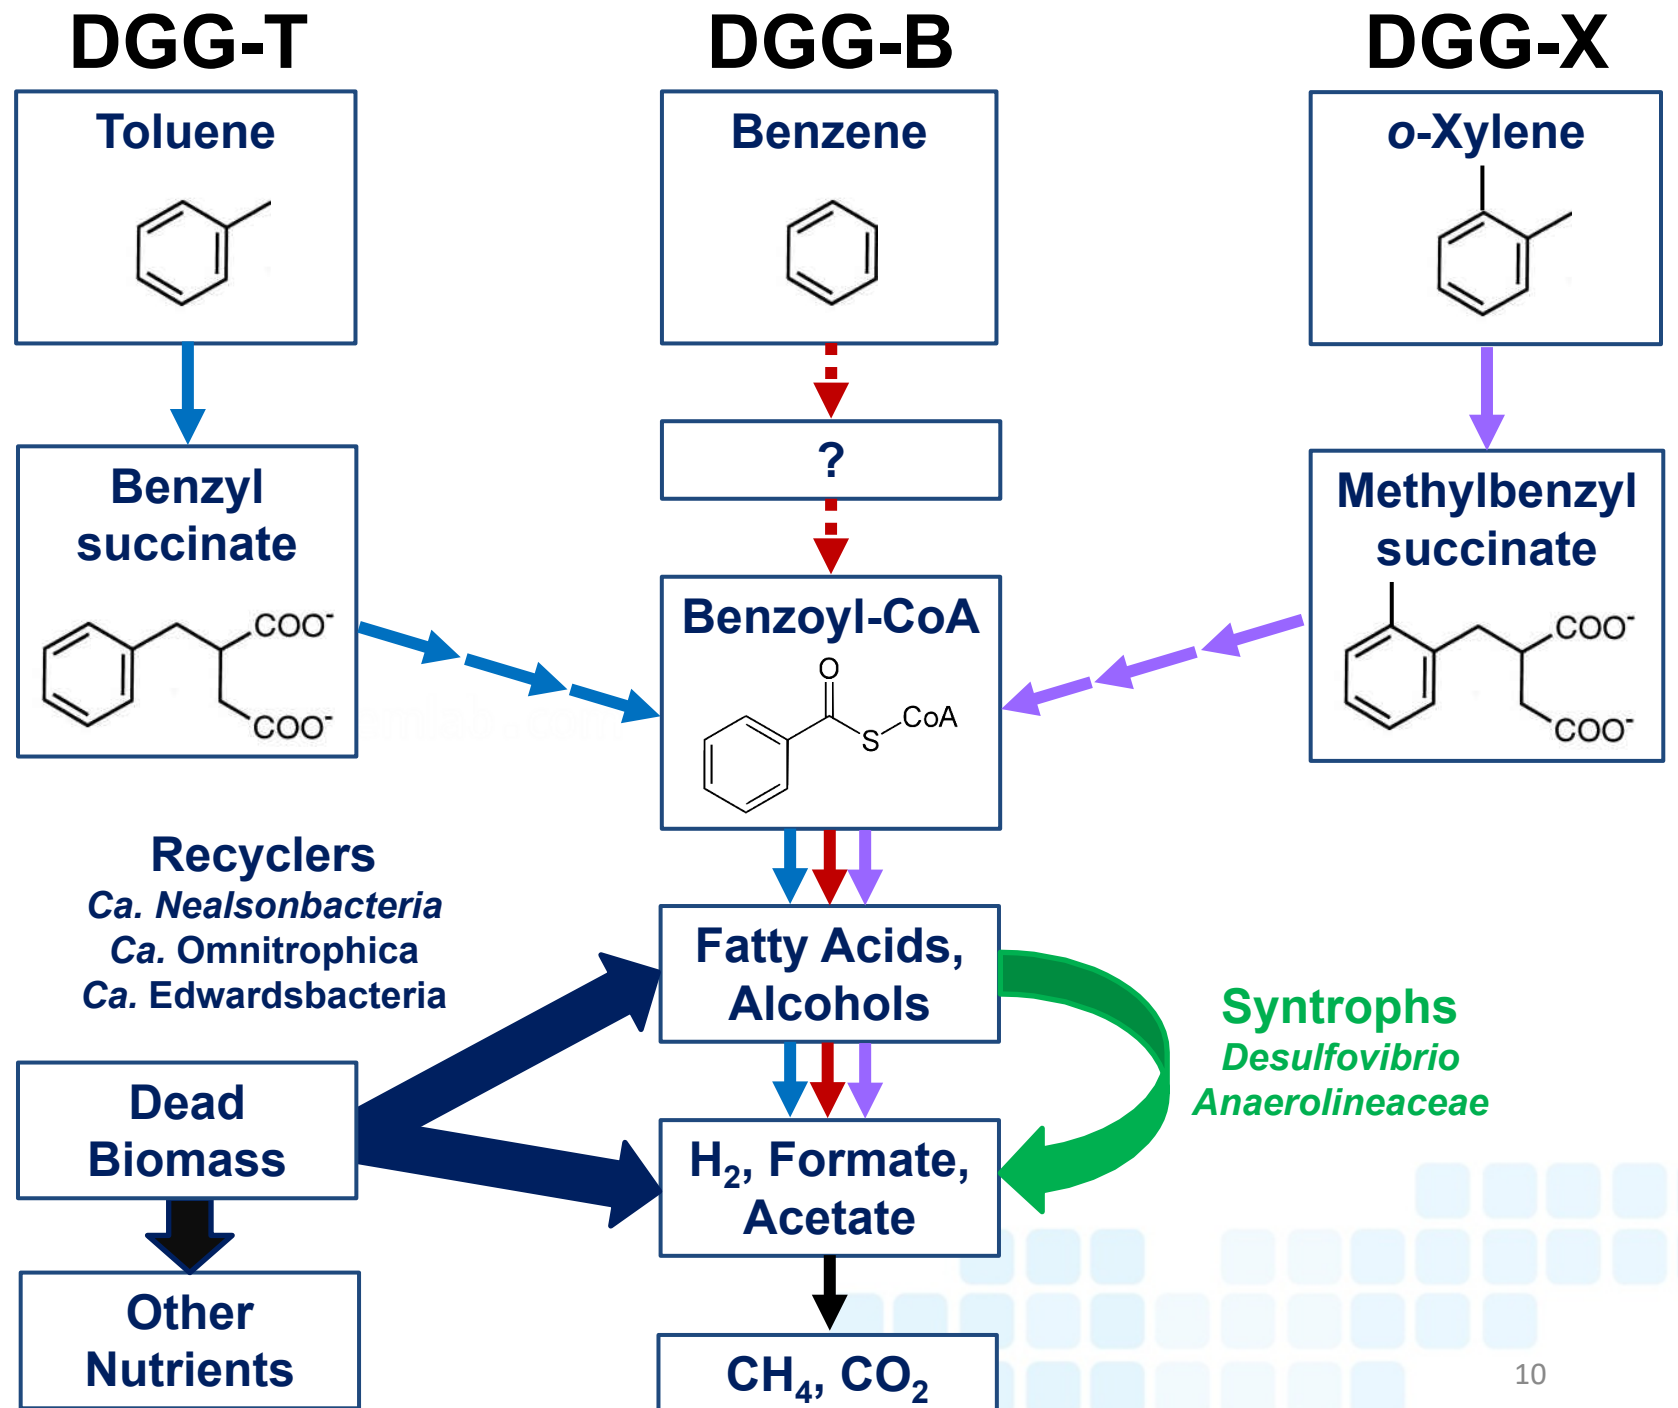 DGG-T
DGG-B
DGG-X
Toluene
Benzene
o-Xylene
Benzyl
succinate
COO-
COO-
?
Methylbenzyl
succinate
COO-
COO-
Benzoyl-CoA
O
S
CoA
Recyclers
Ca. Nealsonbacteria
Ca. Omnitrophica
Ca. Edwardsbacteria
Fatty Acids,
Alcohols
Syntrophs
Desulfovibrio
Anaerolineaceae
Dead
Biomass
H2, Formate,
Acetate
Other
Nutrients
CH4, CO2
10